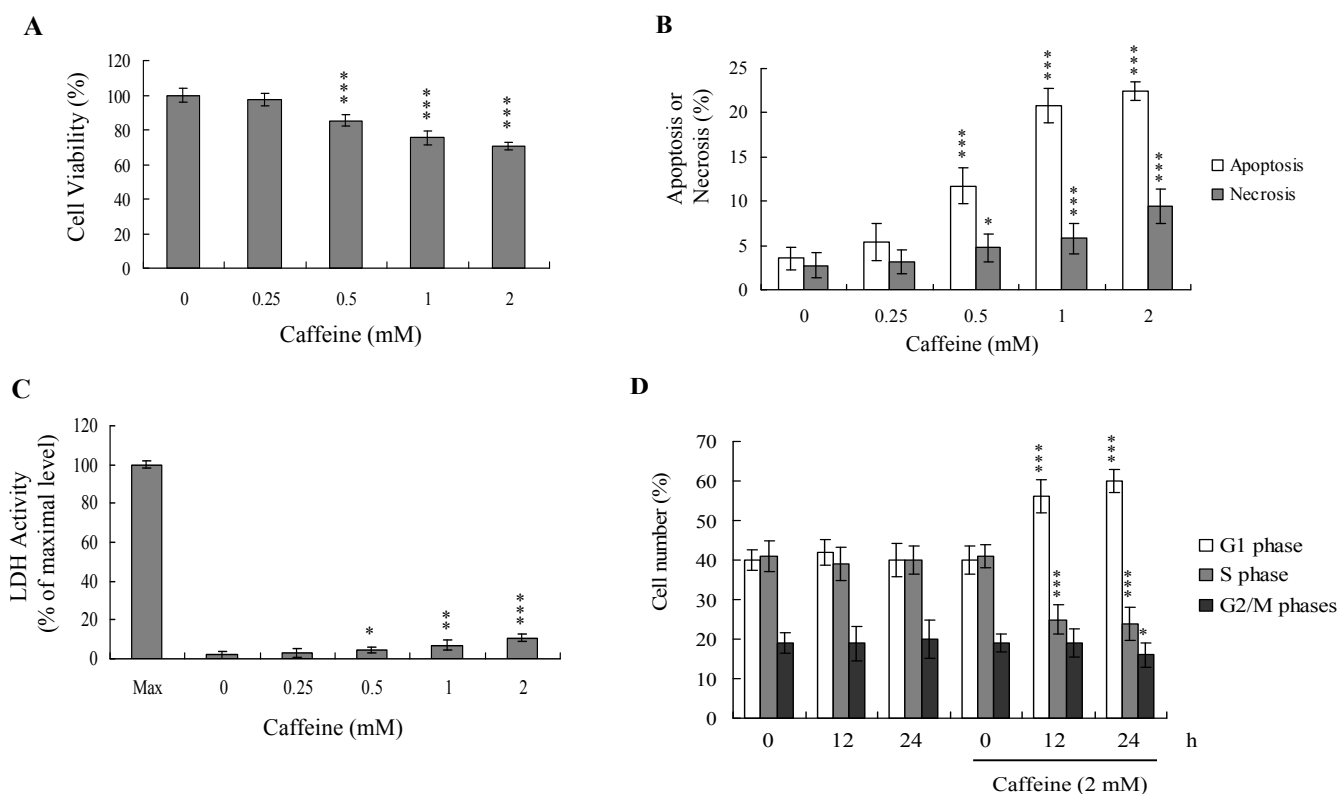 A
Cell Viability (%)
120
100
80
60
40
20
0
***
***
***
0 0.25 0.5 1 2
Caffeine (mM)
B
Apoptosis or
Necrosis (%)
25
20
15
10
5
0
***
*
***
***
***
***
0 0.25 0.5 1 2
Caffeine (mM)
Apoptosis
Necrosis
C
LDH Activity
(% of maximal level)
120
100
80
60
40
20
0
*
**
***
Max 0 0.25 0.5 1 2
Caffeine (mM)
D
Cell number (%)
70
60
50
40
30
20
10
0
***
***
***
***
*
0 12 24 0 12 24 h
Caffeine (2 mM)
G1 phase
S phase
G2/M phases